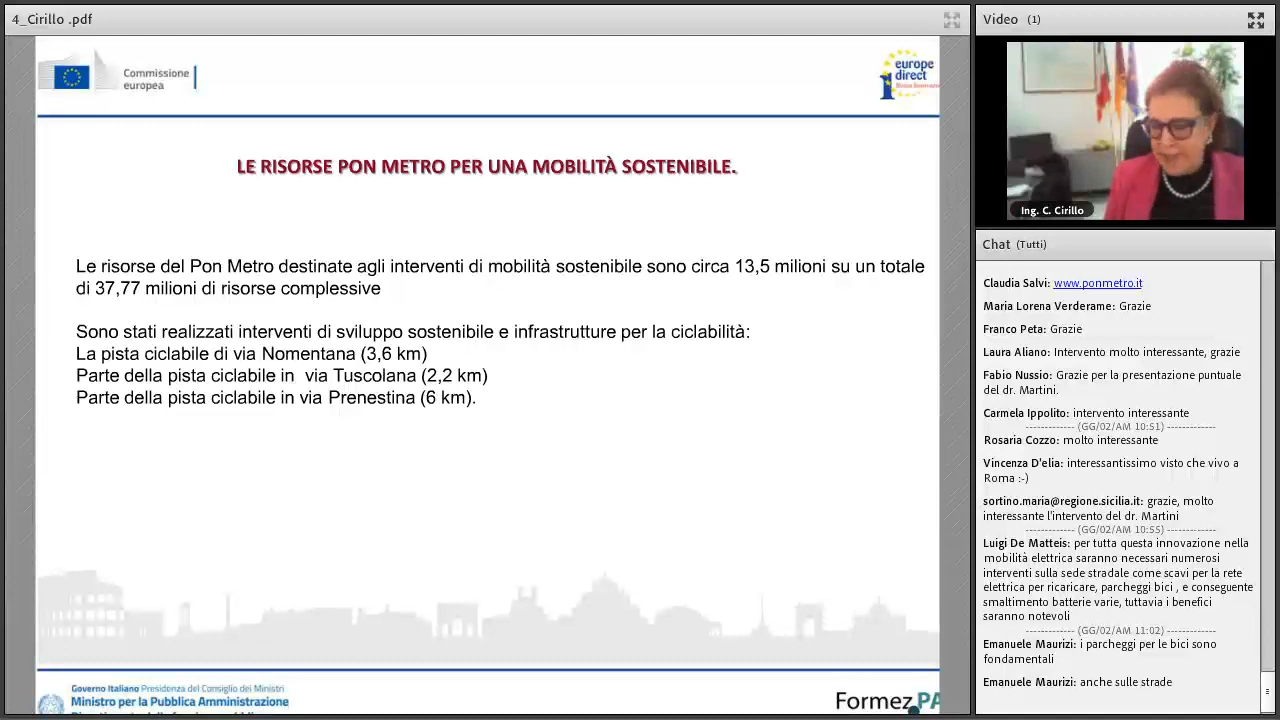 4_Cirillo .pdf
Commissione
europea
europe
direct
LE RISORSE PON METRO PER UNA MOBILITÀ SOSTENIBILE.
Le risorse del Pon Metro destinate agli interventi di mobilità sostenibile sono circa 13,5 milioni su un totale
di 37,77 milioni di risorse complessive
Sono stati realizzati interventi di sviluppo sostenibile e infrastrutture per la ciclabilità:
La pista ciclabile di via Nomentana (3,6 km)
Parte della pista ciclabile in via Tuscolana (2,2 km)
Parte della pista ciclabile in via Prenestina (6 km).
Governo Italiano Presidenza del Consiglio dei Ministri
Ministro per la Pubblica Amministrazione
Formez PA
Video (1)
Ing. C. Cirillo
Chat (Tutti)
Claudia Salvi: www.ponmetro.it
Maria Lorena Verderame: Grazie
Franco Peta: Grazie
Laura Aliano: Intervento molto interessante, grazie
Fabio Nussio: Grazie per la presentazione puntuale
del dr. Martini.
Carmela Ippolito: intervento interessante
------------- (GG/02/AM 10:51) -------------
Rosaria Cozzo: molto interessante
Vincenza D'elia: interessantissimo visto che vivo a
Roma :-)
sortino.maria@regione.sicilia.it: grazie, molto
interessante l'intervento del dr. Martini
------------- (GG/02/AM 10:55) -------------
Luigi De Matteis: per tutta questa innovazione nella
mobilità elettrica saranno necessari numerosi
interventi sulla sede stradale come scavi per la rete
elettrica per ricaricare, parcheggi bici , e conseguente
smaltimento batterie varie, tuttavia i benefici
saranno notevoli
------------- (GG/02/AM 11:02) -------------
Emanuele Maurizi: i parcheggi per le bici sono
fondamentali
Emanuele Maurizi: anche sulle strade